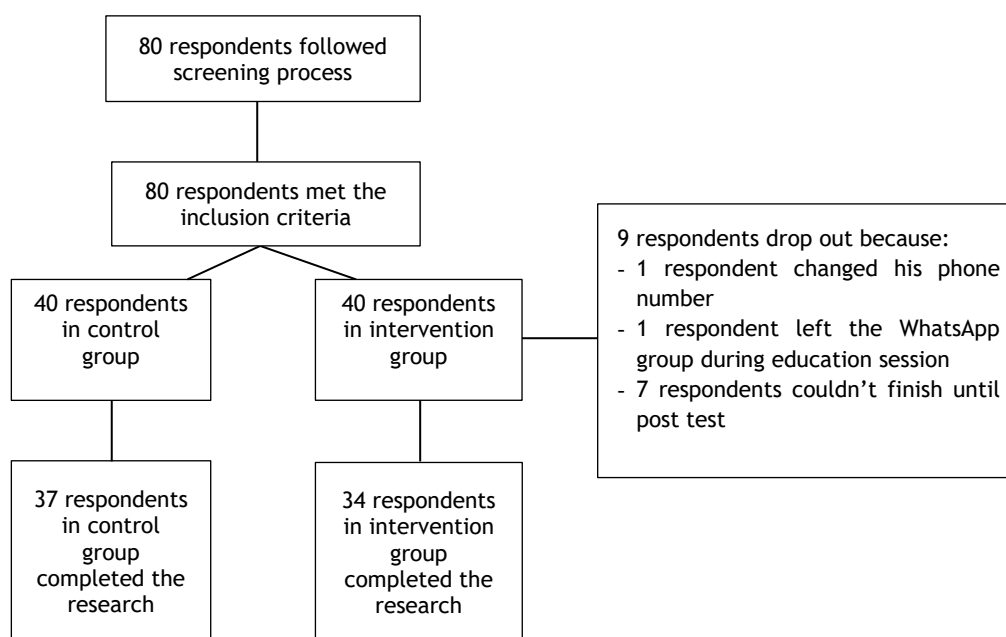 80 respondents followed
screening process
80 respondents met the
inclusion criteria
40 respondents
in control
group
40 respondents
in intervention
group
9 respondents drop out because:
- 1 respondent changed his phone
number
- 1 respondent left the WhatsApp
group during education session
- 7 respondents couldn’t finish until
post test
37 respondents
in control
group
completed the
research
34 respondents
in intervention
group
completed the
research